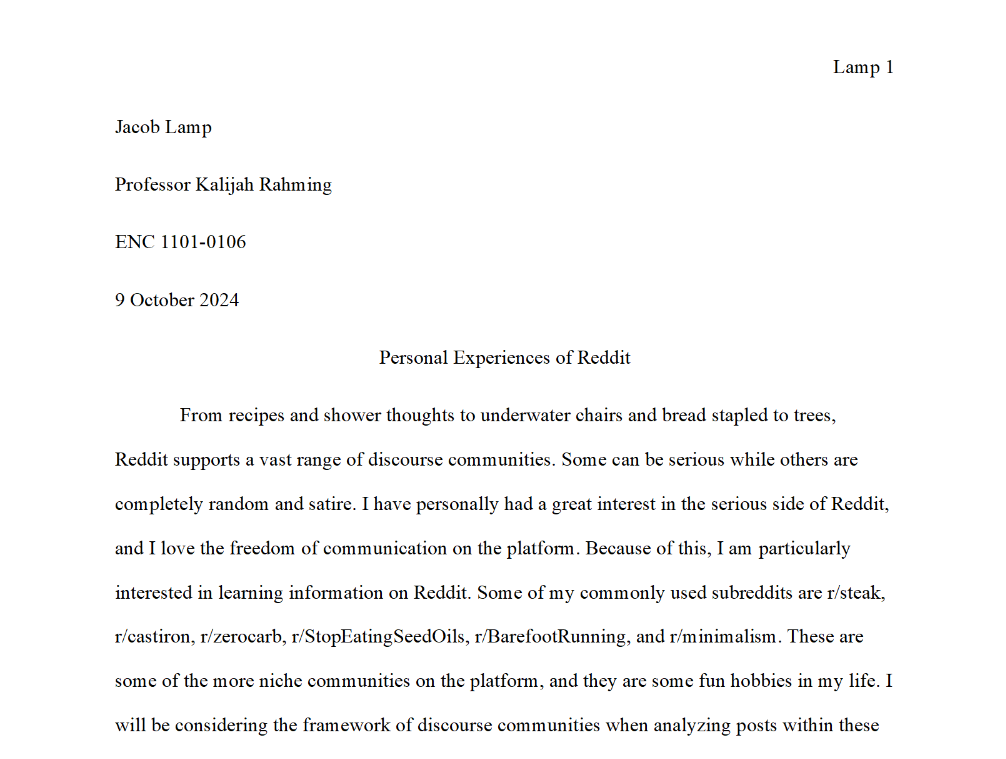 Lamp 1
Jacob Lamp
Professor Kalijah Rahming
ENC 1101-0106
9 October 2024
Personal Experiences of Reddit
From recipes and shower thoughts to underwater chairs and bread stapled to trees,
Reddit supports a vast range of discourse communities. Some can be serious while others are
completely random and satire. I have personally had a great interest in the serious side of Reddit,
and I love the freedom of communication on the platform. Because of this, I am particularly
interested in learning information on Reddit. Some of my commonly used subreddits are r/steak,
r/castiron, r/zerocarb, r/StopEatingSeedOils, r/BarefootRunning, and r/minimalism. These are
some of the more niche communities on the platform, and they are some fun hobbies in my life. I
will be considering the framework of discourse communities when analyzing posts within these